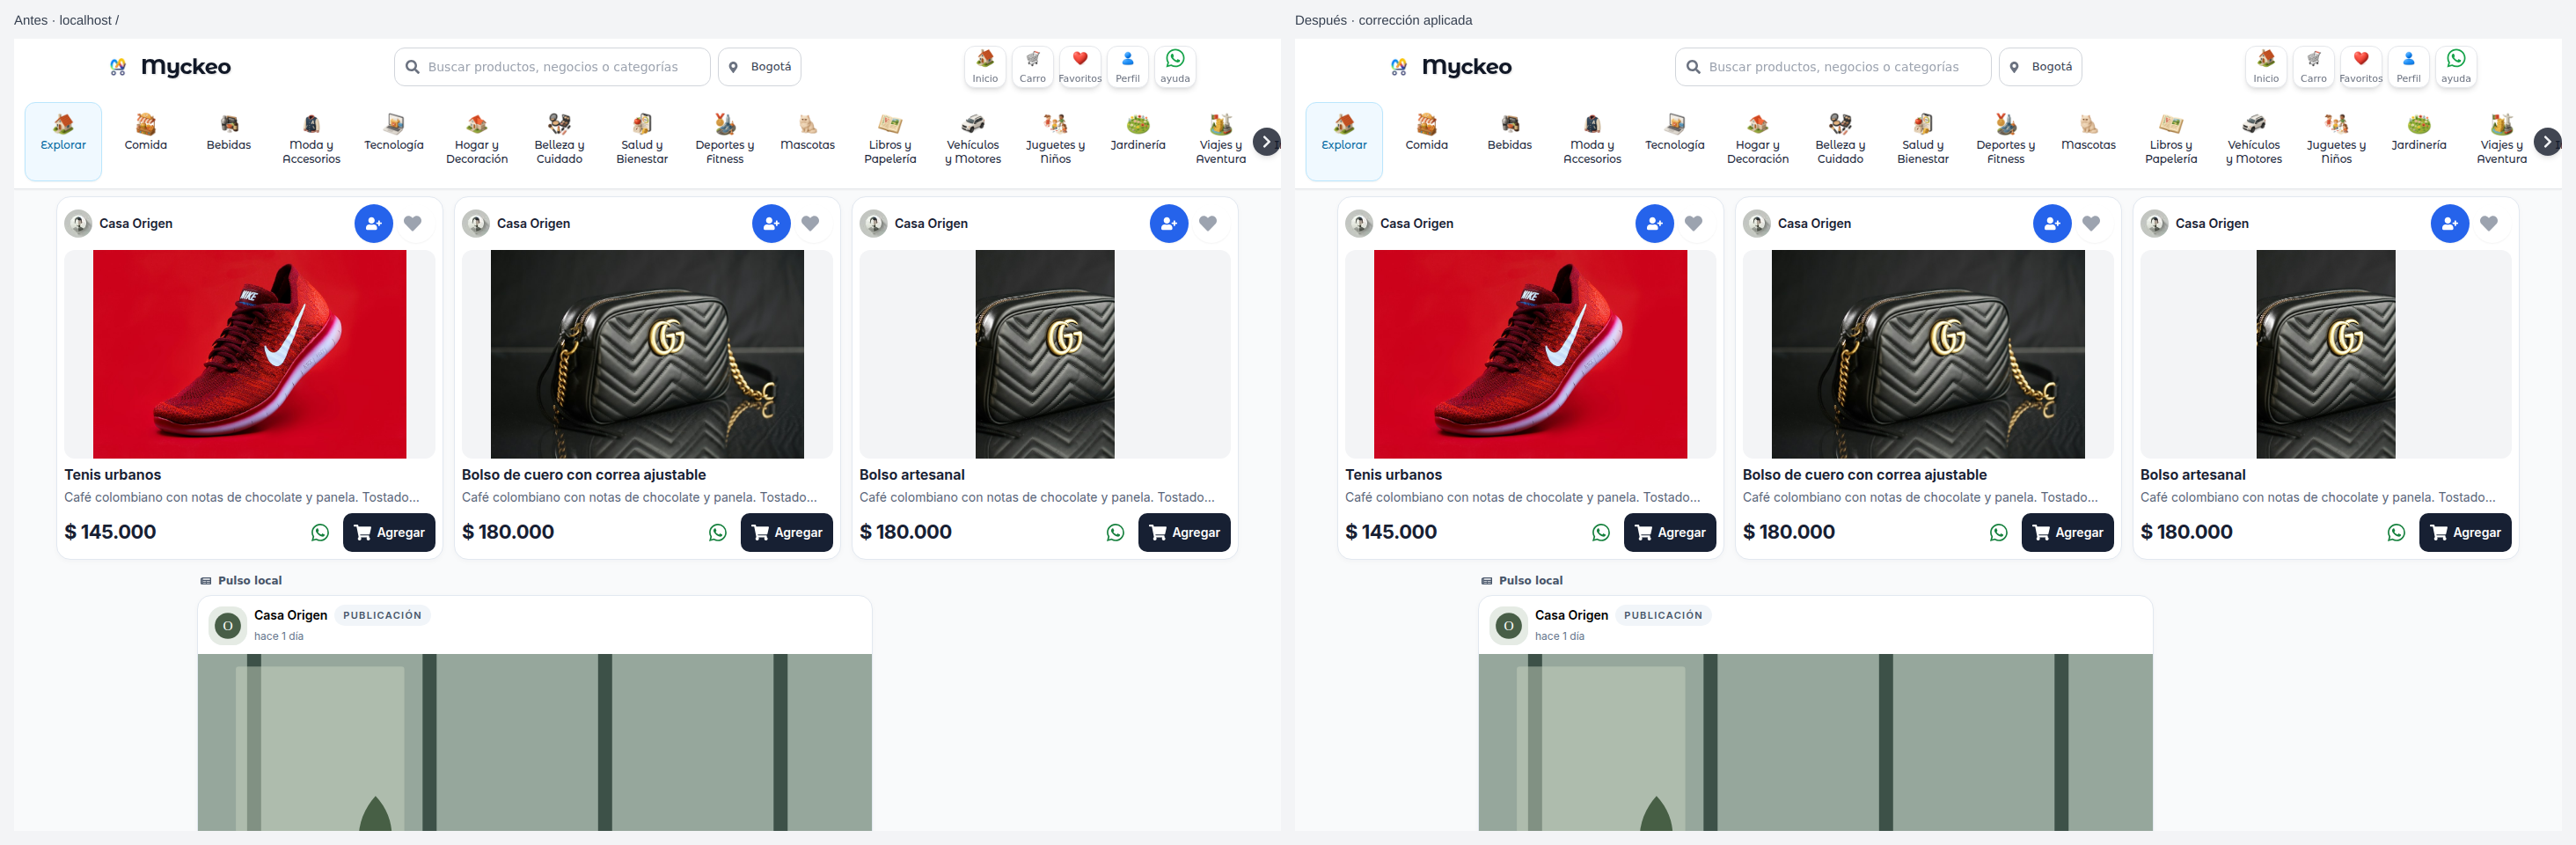 Antes · localhost /
Myckeo
Buscar productos, negocios o categorías
Bogotá
Inicio
Carro
Favoritos
Perfil
ayuda
Explorar
Comida
Bebidas
Moda y
Accesorios
Tecnología
Hogar y
Decoración
Belleza y
Cuidado
Salud y
Bienestar
Deportes y
Fitness
Mascotas
Libros y
Papelería
Vehículos
y Motores
Juguetes y
Niños
Jardinería
Viajes y
Aventura
Casa Origen
NIKE
Tenis urbanos
Café colombiano con notas de chocolate y panela. Tostado...
$ 145.000
Agregar
Casa Origen
Bolso de cuero con correa ajustable
Café colombiano con notas de chocolate y panela. Tostado...
$ 180.000
Agregar
Casa Origen
Bolso artesanal
Café colombiano con notas de chocolate y panela. Tostado...
$ 180.000
Agregar
Pulso local
O
Casa Origen
PUBLICACIÓN
hace 1 día
Después · corrección aplicada
Myckeo
Buscar productos, negocios o categorías
Bogotá
Inicio
Carro
Favoritos
Perfil
ayuda
Explorar
Comida
Bebidas
Moda y
Accesorios
Tecnología
Hogar y
Decoración
Belleza y
Cuidado
Salud y
Bienestar
Deportes y
Fitness
Mascotas
Libros y
Papelería
Vehículos
y Motores
Juguetes y
Niños
Jardinería
Viajes y
Aventura
Casa Origen
NIKE
Tenis urbanos
Café colombiano con notas de chocolate y panela. Tostado...
$ 145.000
Agregar
Casa Origen
Bolso de cuero con correa ajustable
Café colombiano con notas de chocolate y panela. Tostado...
$ 180.000
Agregar
Casa Origen
Bolso artesanal
Café colombiano con notas de chocolate y panela. Tostado...
$ 180.000
Agregar
Pulso local
O
Casa Origen
PUBLICACIÓN
hace 1 día